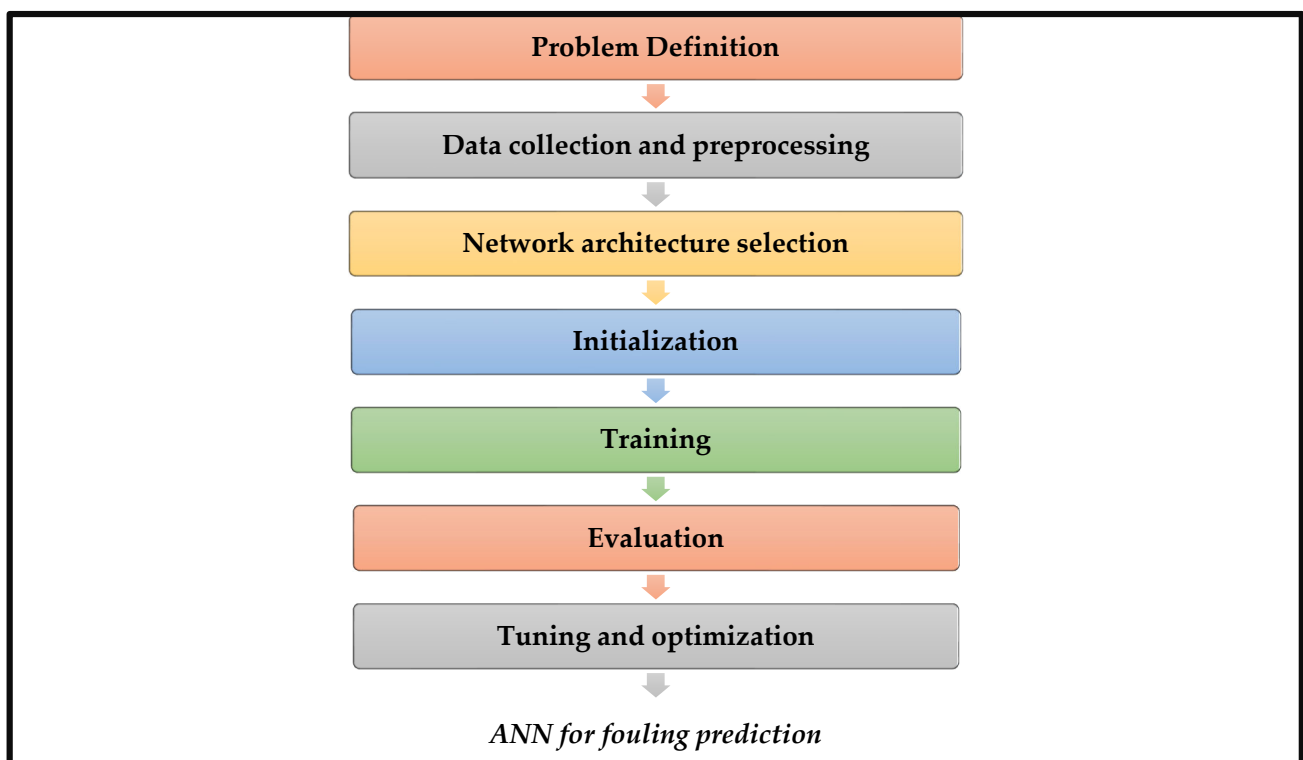 Problem Definition
Data collection and preprocessing
Network architecture selection
Initialization
Training
Evaluation
Tuning and optimization
ANN for fouling prediction